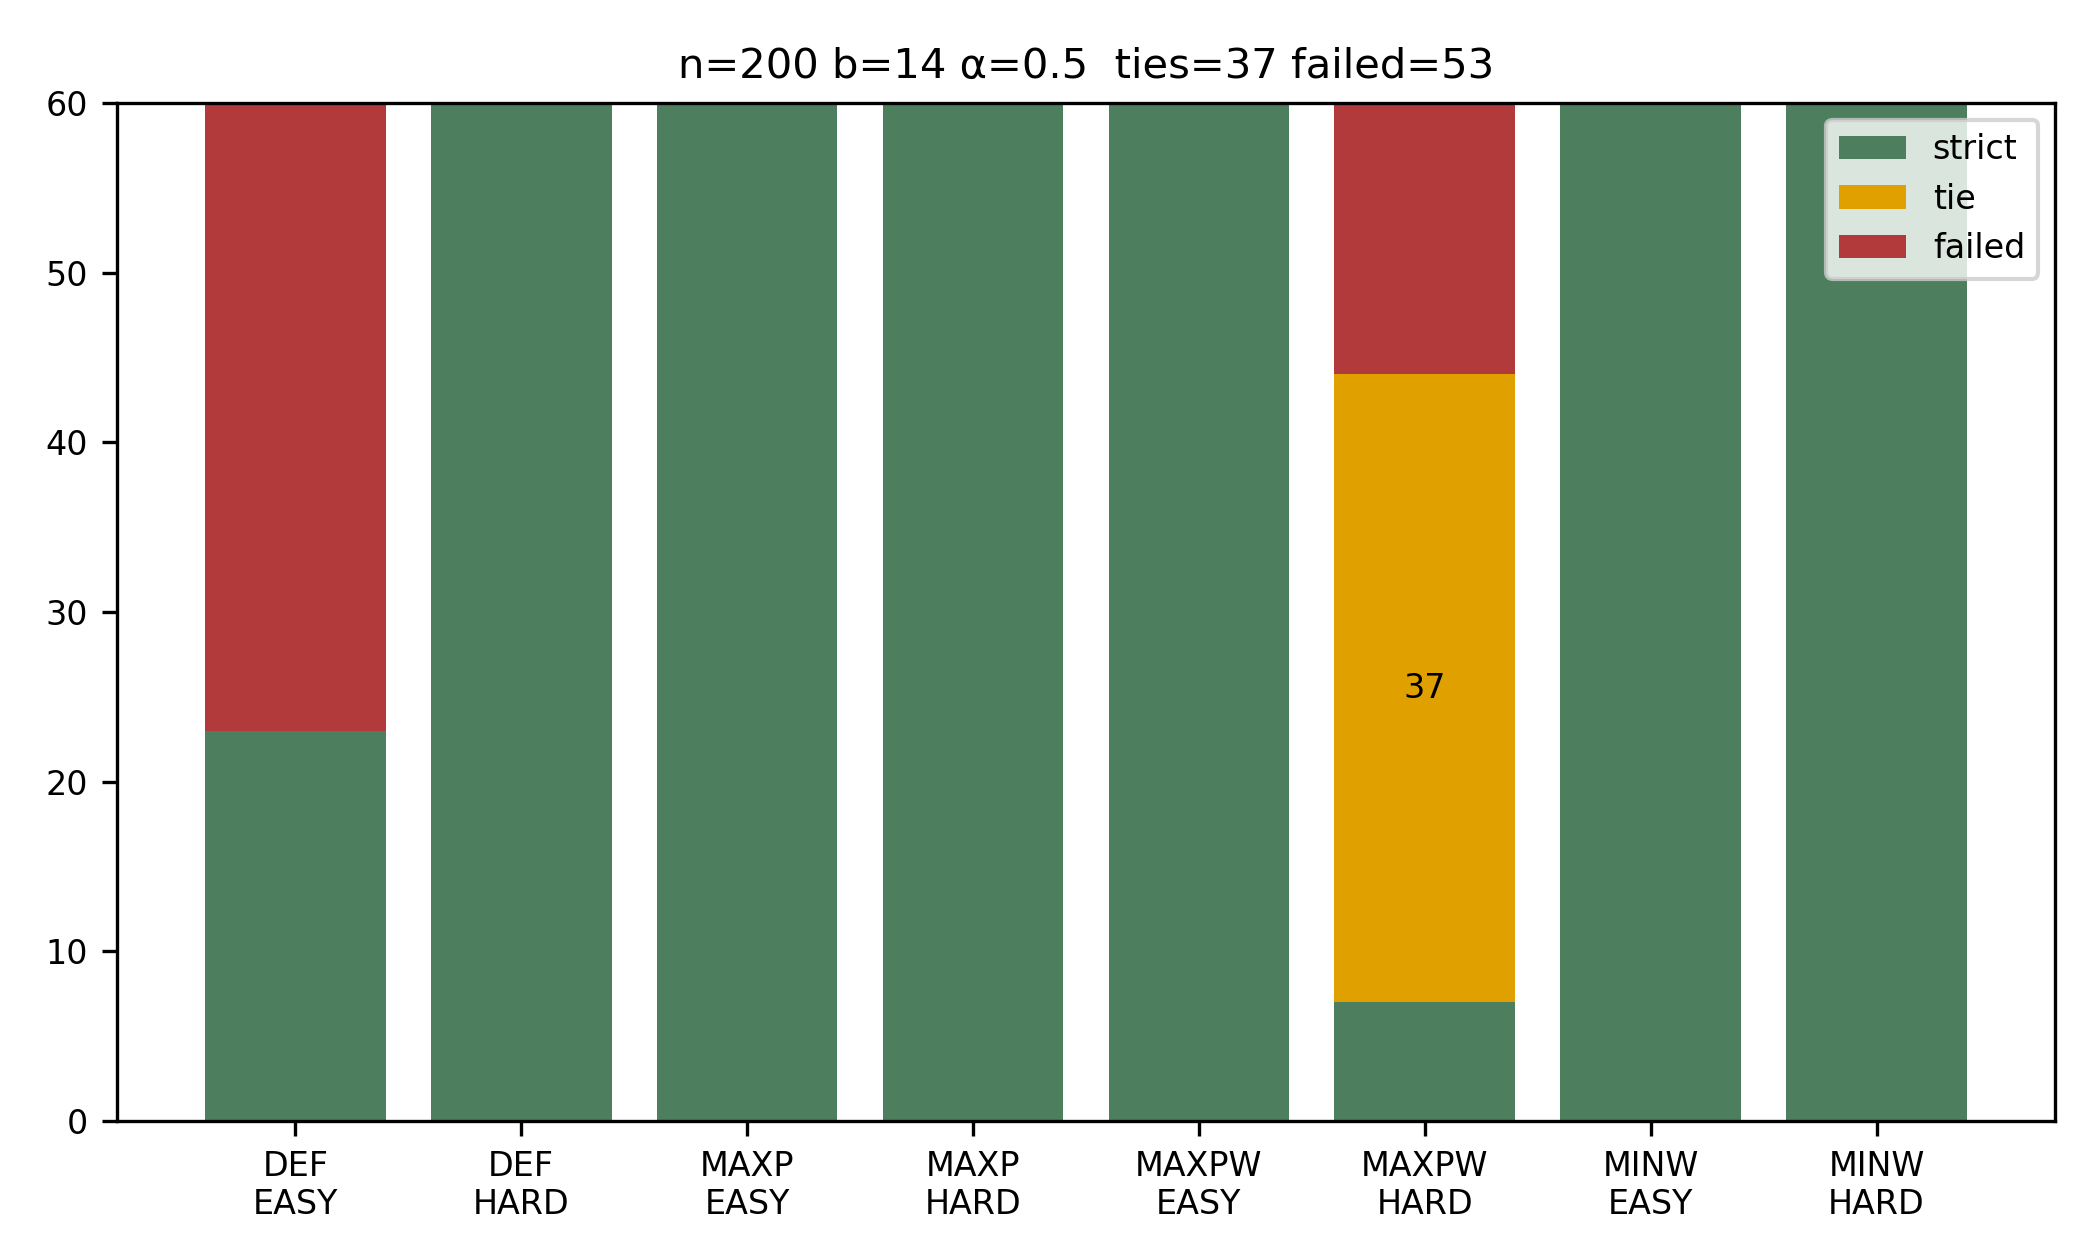 n=200 b=14 α=0.5  ties=37 failed=53
60
50
40
30
20
10
0
strict
tie
failed
37
DEF
EASY
DEF
HARD
MAXP
EASY
MAXP
HARD
MAXPW
EASY
MAXPW
HARD
MINW
EASY
MINW
HARD